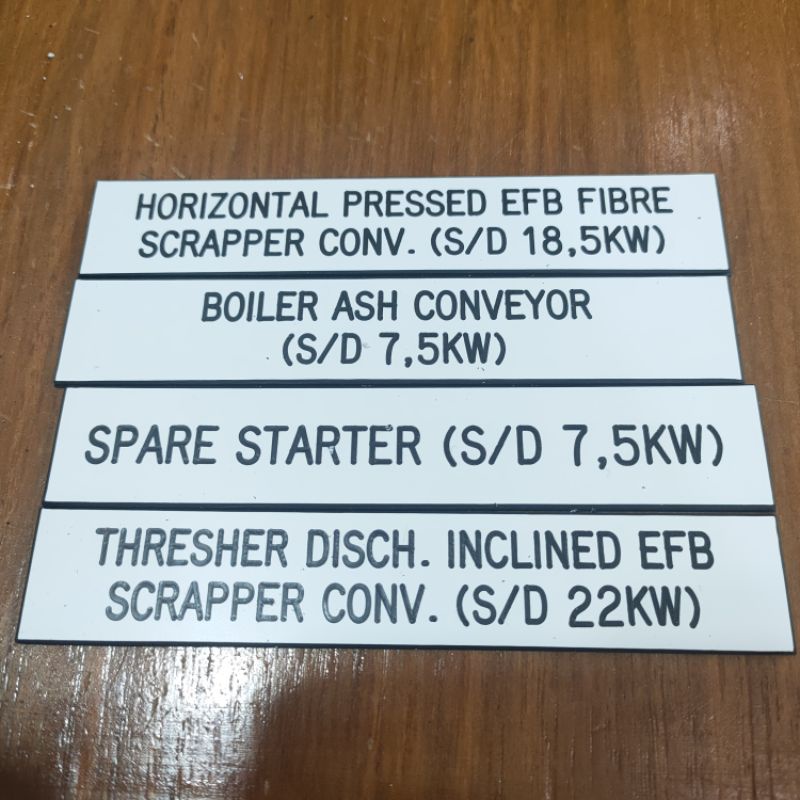 HORIZONTAL PRESSED EFB FIBRE
SCRAPPER CONV. (S/D 18,5KW)
BOILER ASH CONVEYOR
(S/D 7,5KW)
SPARE STARTER (S/D 7,5KW)
THRESHER DISCH. INCLINED EFB
SCRAPPER CONV. (S/D 22KW)